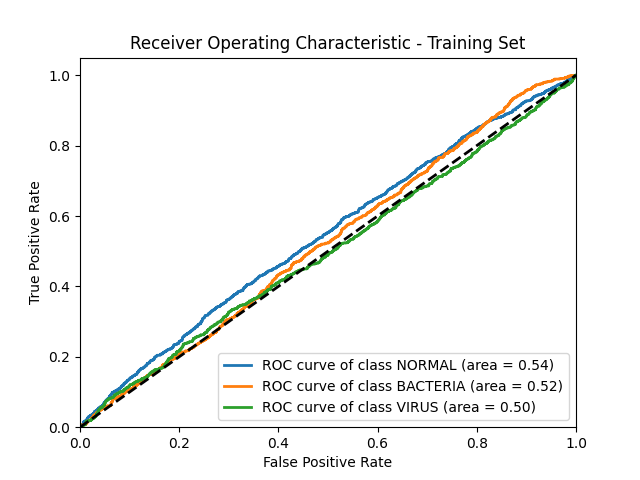 Receiver Operating Characteristic - Training Set
True Positive Rate
1.0
0.8
0.6
0.4
0.2
0.0
ROC curve of class NORMAL (area = 0.54)
ROC curve of class BACTERIA (area = 0.52)
ROC curve of class VIRUS (area = 0.50)
0.0 0.2 0.4 0.6 0.8 1.0
False Positive Rate